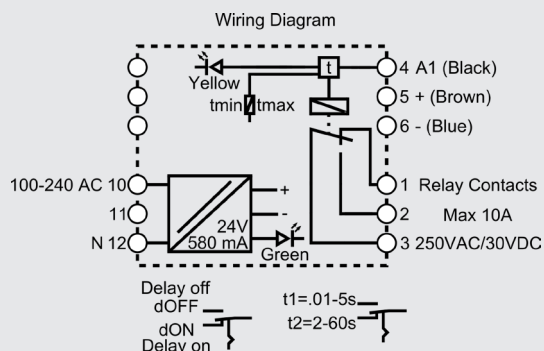 Wiring Diagram
Yellow
t
4 A1 (Black)
tmin tmax
5 + (Brown)
6 - (Blue)
100-240 AC 10
+
1 Relay Contacts
11
-
2 Max 10A
24V
N 12
580 mA
Green
3 250VAC/30VDC
Delay off
dOFF
dON
Delay on
t1=.01-5s
t2=2-60s